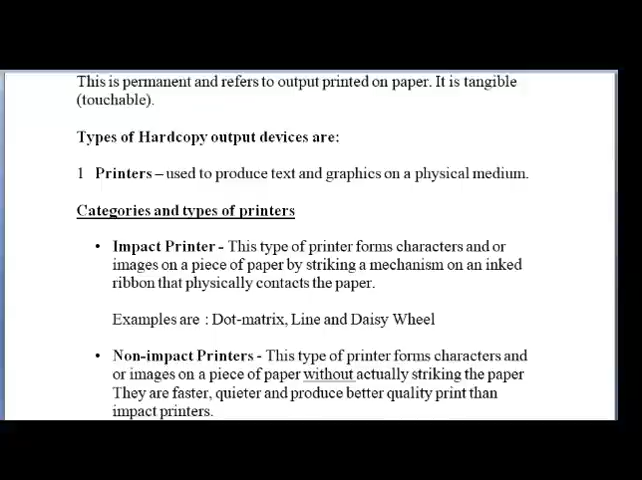 This is permanent and refers to output printed on paper. It is tangible
(touchable).
Types of Hardcopy output devices are:
1 Printers – used to produce text and graphics on a physical medium.
Categories and types of printers
• Impact Printer - This type of printer forms characters and or
images on a piece of paper by striking a mechanism on an inked
ribbon that physically contacts the paper.
Examples are : Dot-matrix, Line and Daisy Wheel
• Non-impact Printers - This type of printer forms characters and
or images on a piece of paper without actually striking the paper
They are faster, quieter and produce better quality print than
impact printers.